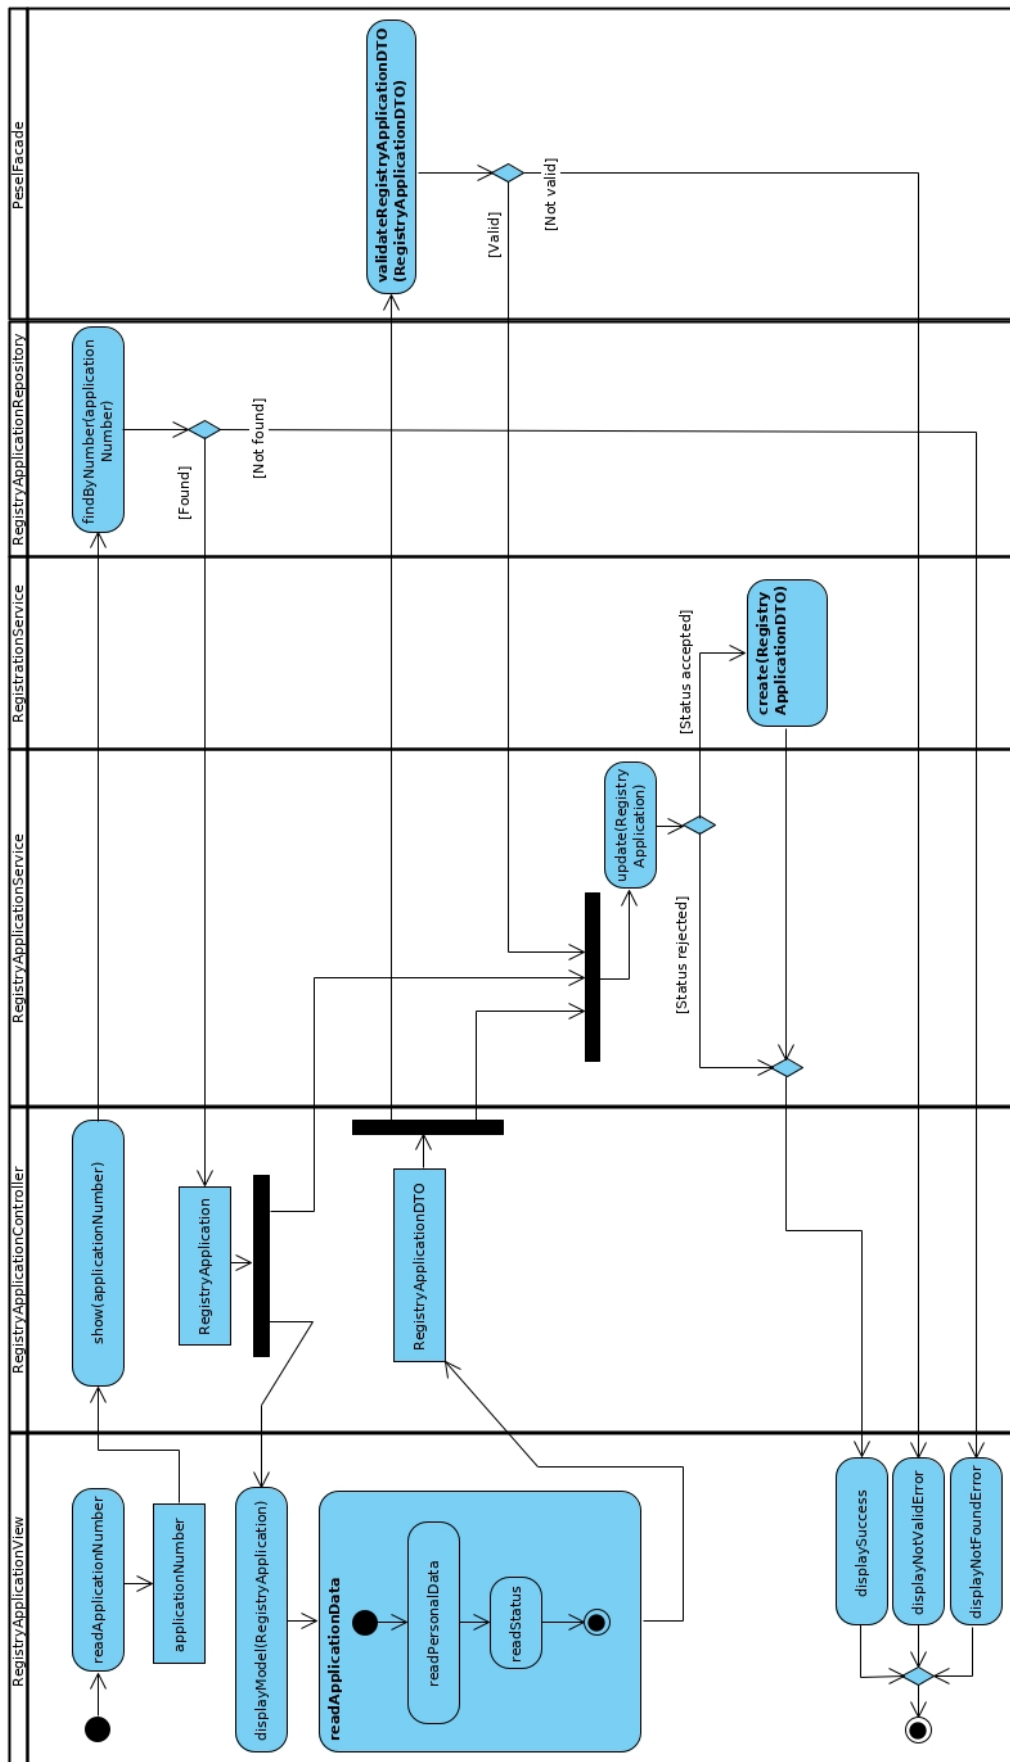 RegistryApplicationView
RegistryApplicationController
RegistryApplicationService
RegistrationService
RegistryApplicationRepository
PeselFacade
readApplicationNumber
applicationNumber
show(applicationNumber)
findByNumber(application
Number)
[Found]
[Not found]
RegistryApplication
displayModel(RegistryApplication)
readApplicationData
readPersonalData
readStatus
RegistryApplicationDTO
validateRegistryApplicationDTO
(RegistryApplicationDTO)
[Valid]
[Not valid]
update(Registry
Application)
[Status rejected]
[Status accepted]
create(Registry
ApplicationDTO)
displaySuccess
displayNotValidError
displayNotFoundError